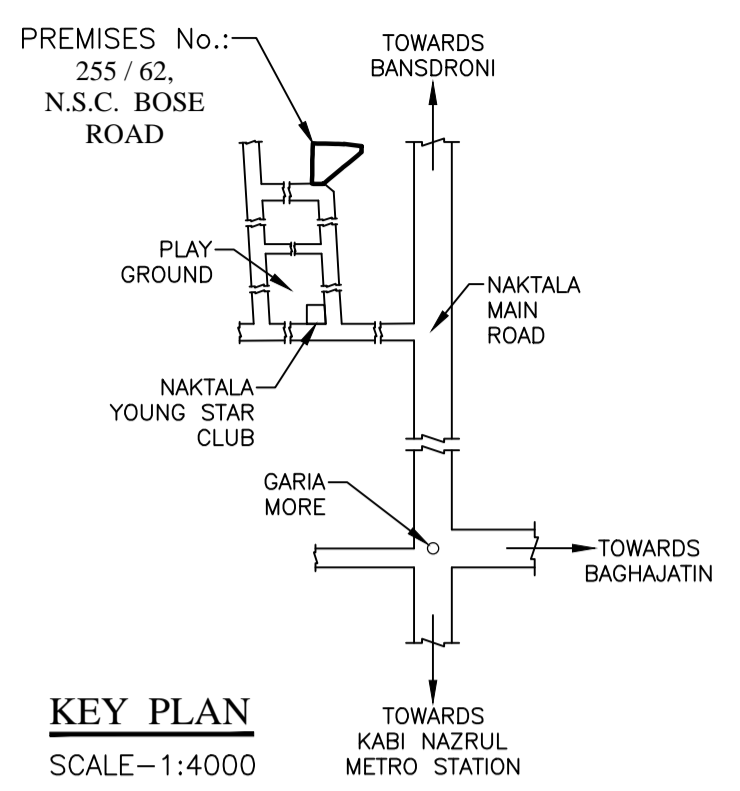 PREMISES No.:
255 / 62,
N.S.C. BOSE
ROAD
TOWARDS
BANSDRONI
PLAY
GROUND
NAKTALA
MAIN
ROAD
NAKTALA
YOUNG STAR
CLUB
GARIA
MORE
TOWARDS
BAGHAJATIN
KEY PLAN
SCALE-1:4000
TOWARDS
KABI NAZRUL
METRO STATION